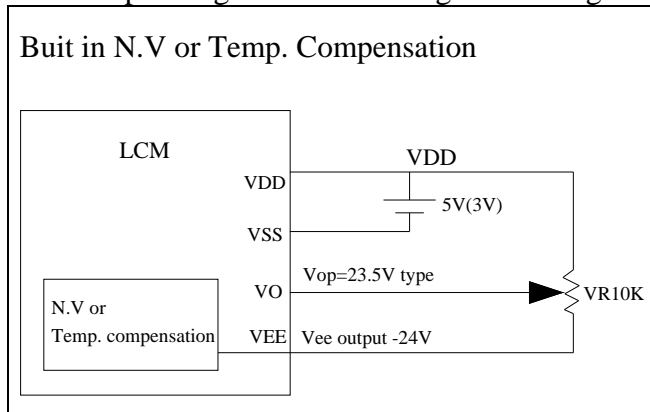 Buit in N.V or Temp. Compensation
LCM
VDD
VDD
5V(3V)
VSS
VO
Vop=23.5V type
VR10K
N.V or
Temp. compensation
VEE
Vee output -24V